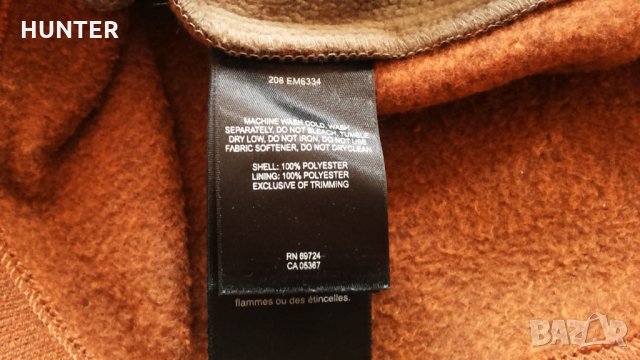 HUNTER
208 EM6334
MACHINE WASH COLD, WASH
SEPARATELY, DO NOT BLEACH, TUMBLE
DRY LOW, DO NOT IRON, DO NOT USE
FABRIC SOFTENER, DO NOT DRYCLEAN
SHELL: 100% POLYESTER
LINING: 100% POLYESTER
EXCLUSIVE OF TRIMMING
RN 69724
CA 05367
flammes ou des étincelles.
BAZAR